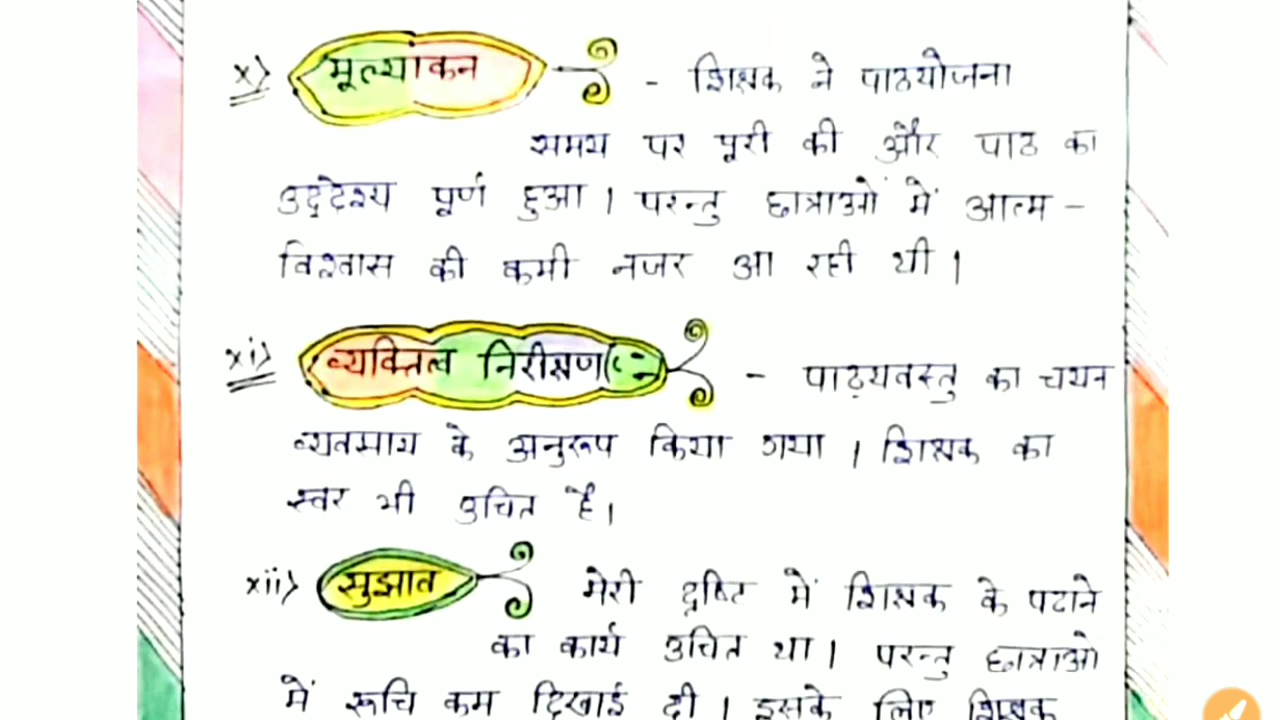 x) मूल्याकन - शिक्षक ने पाठयोजना
समय पर पूरी की और पाठ का
उद्देश्य पूर्ण हुआ । परन्तु छात्राओं में आत्म -
विश्वास की कमी नजर आ रही थी ।
xi) व्यक्तित्व निरीक्षण - पाठ्यवस्तु का चयन
व्यवसाय के अनुरूप किया गया । शिक्षक का
स्वर भी उचित है ।
xii) सुझाव मेरी द्रष्टि में शिक्षक के पढाने
का कार्य उचित था । परन्तु छात्राओ
में रूचि कम दिखाई दी । इसके लिए शिक्षक